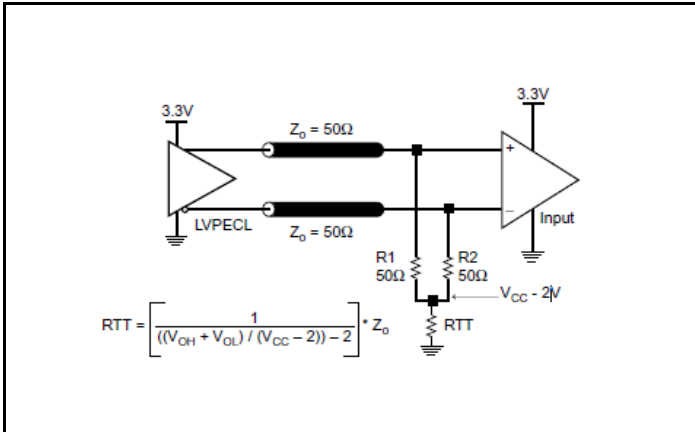 3.3V
3.3V
Zo = 50Ω
+
–
LVPECL
Input
Zo = 50Ω
R1
50Ω
R2
50Ω
VCC - 2V
RTT = [ 1 / ((VOH + VOL) / (VCC – 2)) – 2 ] * Zo
RTT